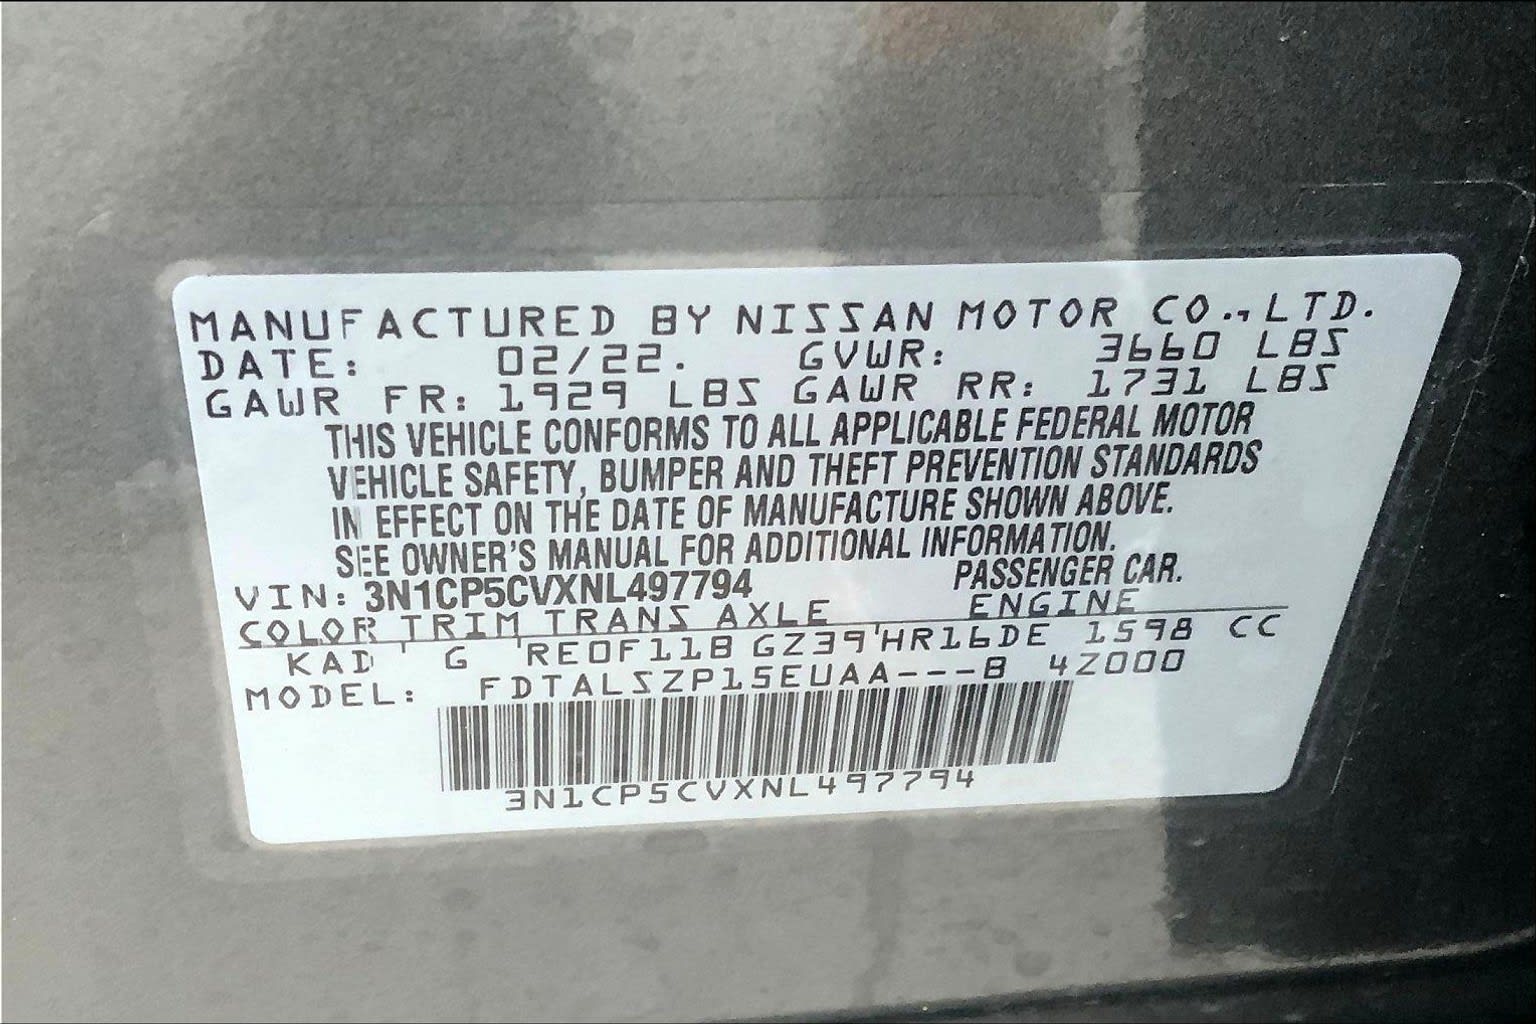 MANUFACTURED BY NISSAN MOTOR CO.,LTD.
DATE: 02/22. GVWR: 3660 LBS
GAWR FR: 1929 LBS GAWR RR: 1731 LBS
THIS VEHICLE CONFORMS TO ALL APPLICABLE FEDERAL MOTOR
VEHICLE SAFETY, BUMPER AND THEFT PREVENTION STANDARDS
IN EFFECT ON THE DATE OF MANUFACTURE SHOWN ABOVE.
SEE OWNER'S MANUAL FOR ADDITIONAL INFORMATION.
VIN: 3N1CP5CVXNL497794 PASSENGER CAR.
COLOR TRIM TRANS AXLE ENGINE
KAD G RE0F11B GZ39 HR16DE 1598 CC
MODEL: FDTALSZP15EUAA---B 4Z000
3N1CP5CVXNL497794